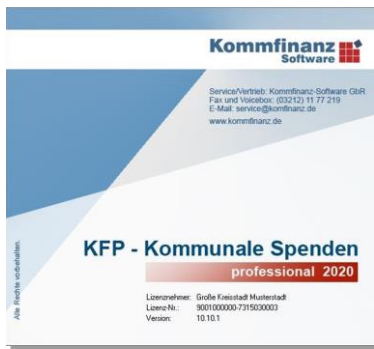 Kommfinanz
Software
Service/Vertrieb: Kommfinanz-Software GbR
Fax und Voicebox: (03212) 11 77 219
E-Mail: service@komfinanz.de
www.kommfinanz.de
KFP - Kommunale Spenden
professional 2020
Lizenznehmer: Große Kreisstadt Musterstadt
Lizenz-Nr.: 9001000000-7315030003
Version: 10.10.1
Alle Rechte vorbehalten.